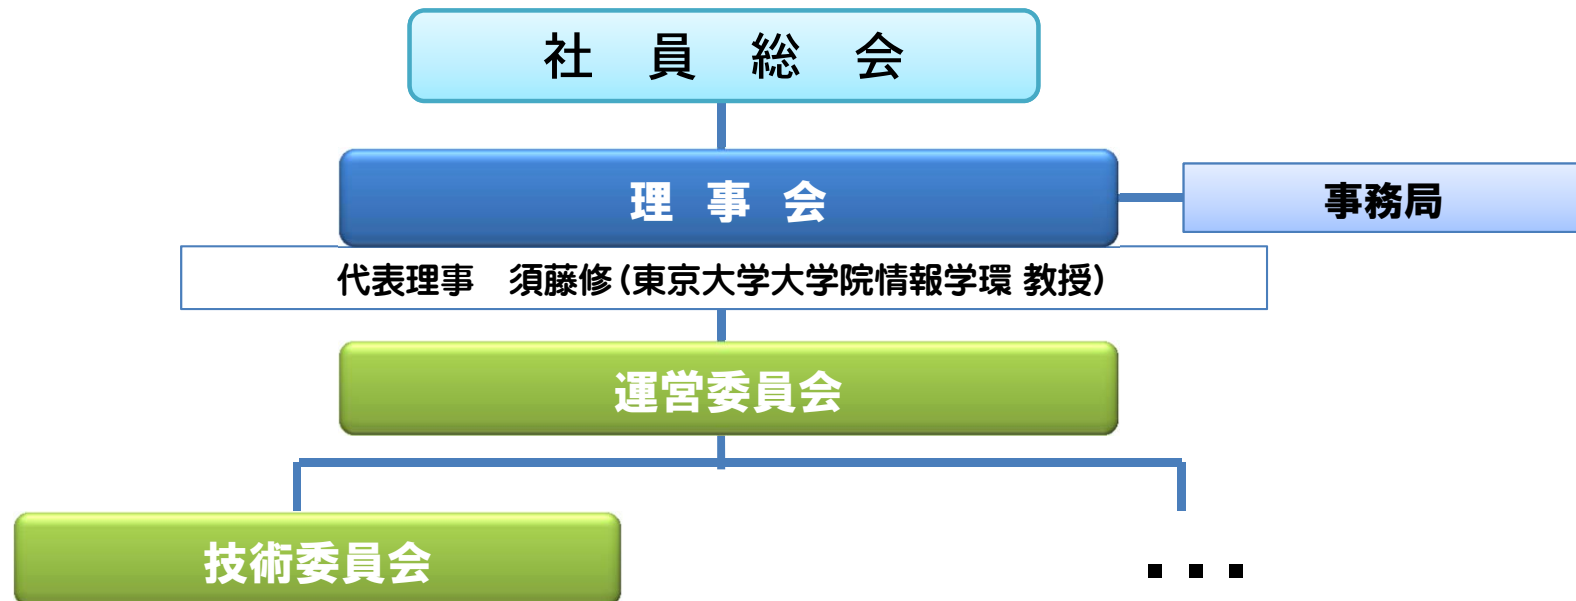 社 員 総 会
理 事 会
事務局
代表理事 須藤修(東京大学大学院情報学環 教授)
運営委員会
技術委員会
▪ ▪ ▪